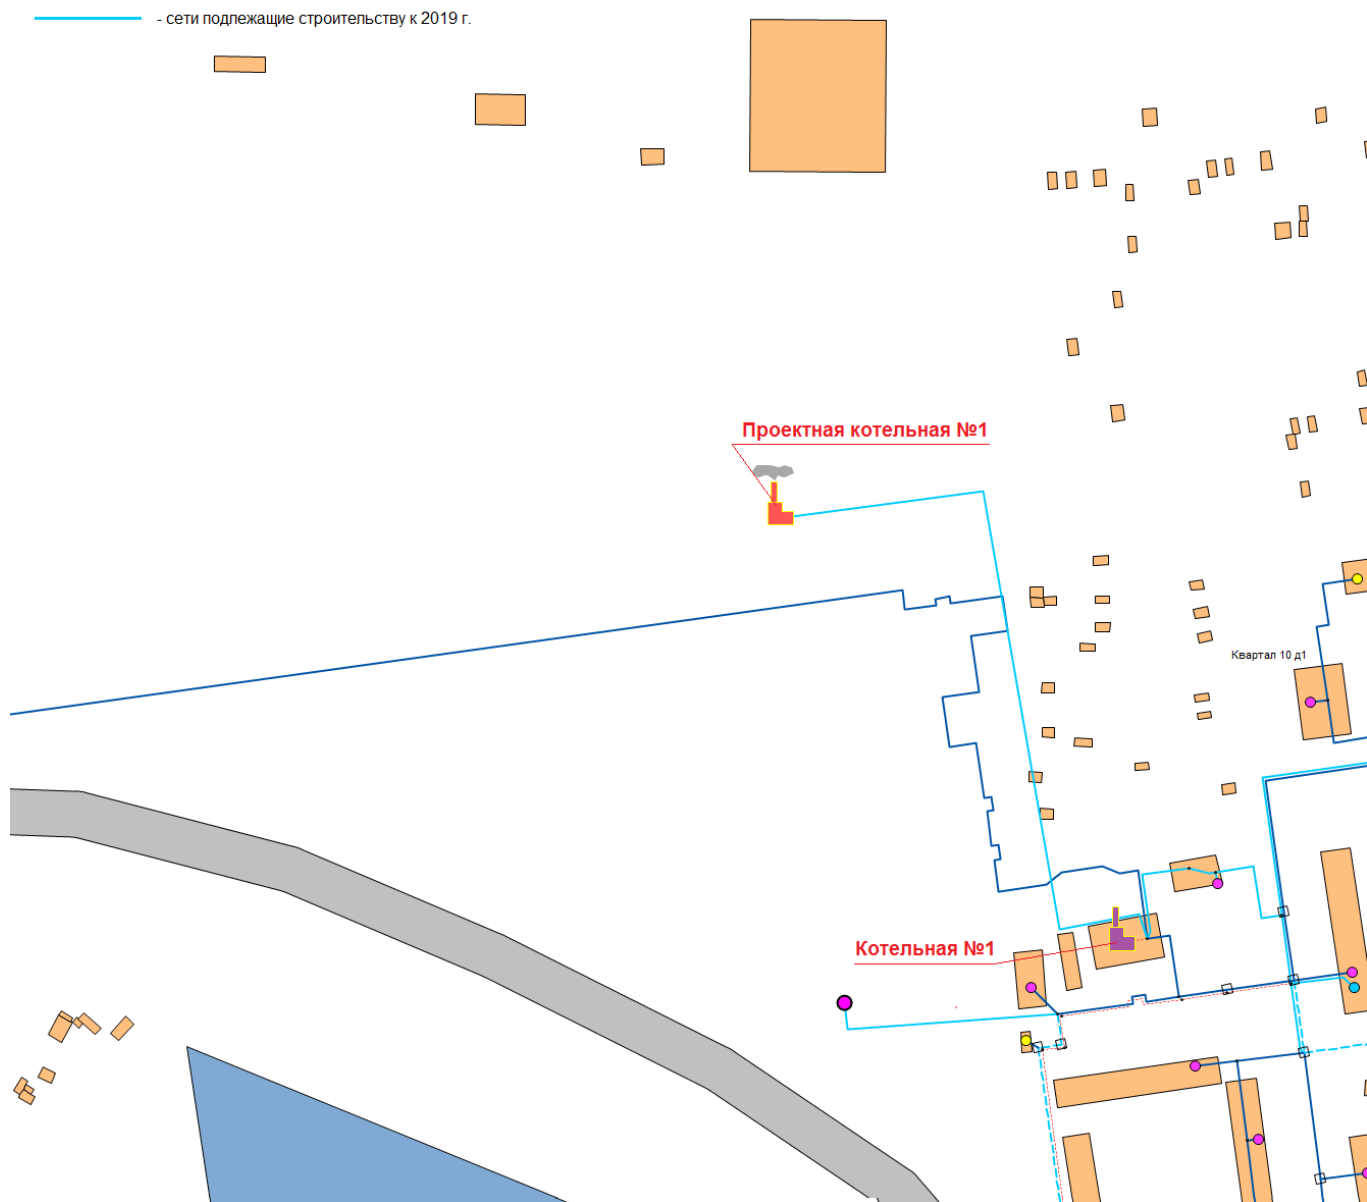 - сети подлежащие строительству к 2019 г.
Проектная котельная №1
Квартал 10 д1
Котельная №1